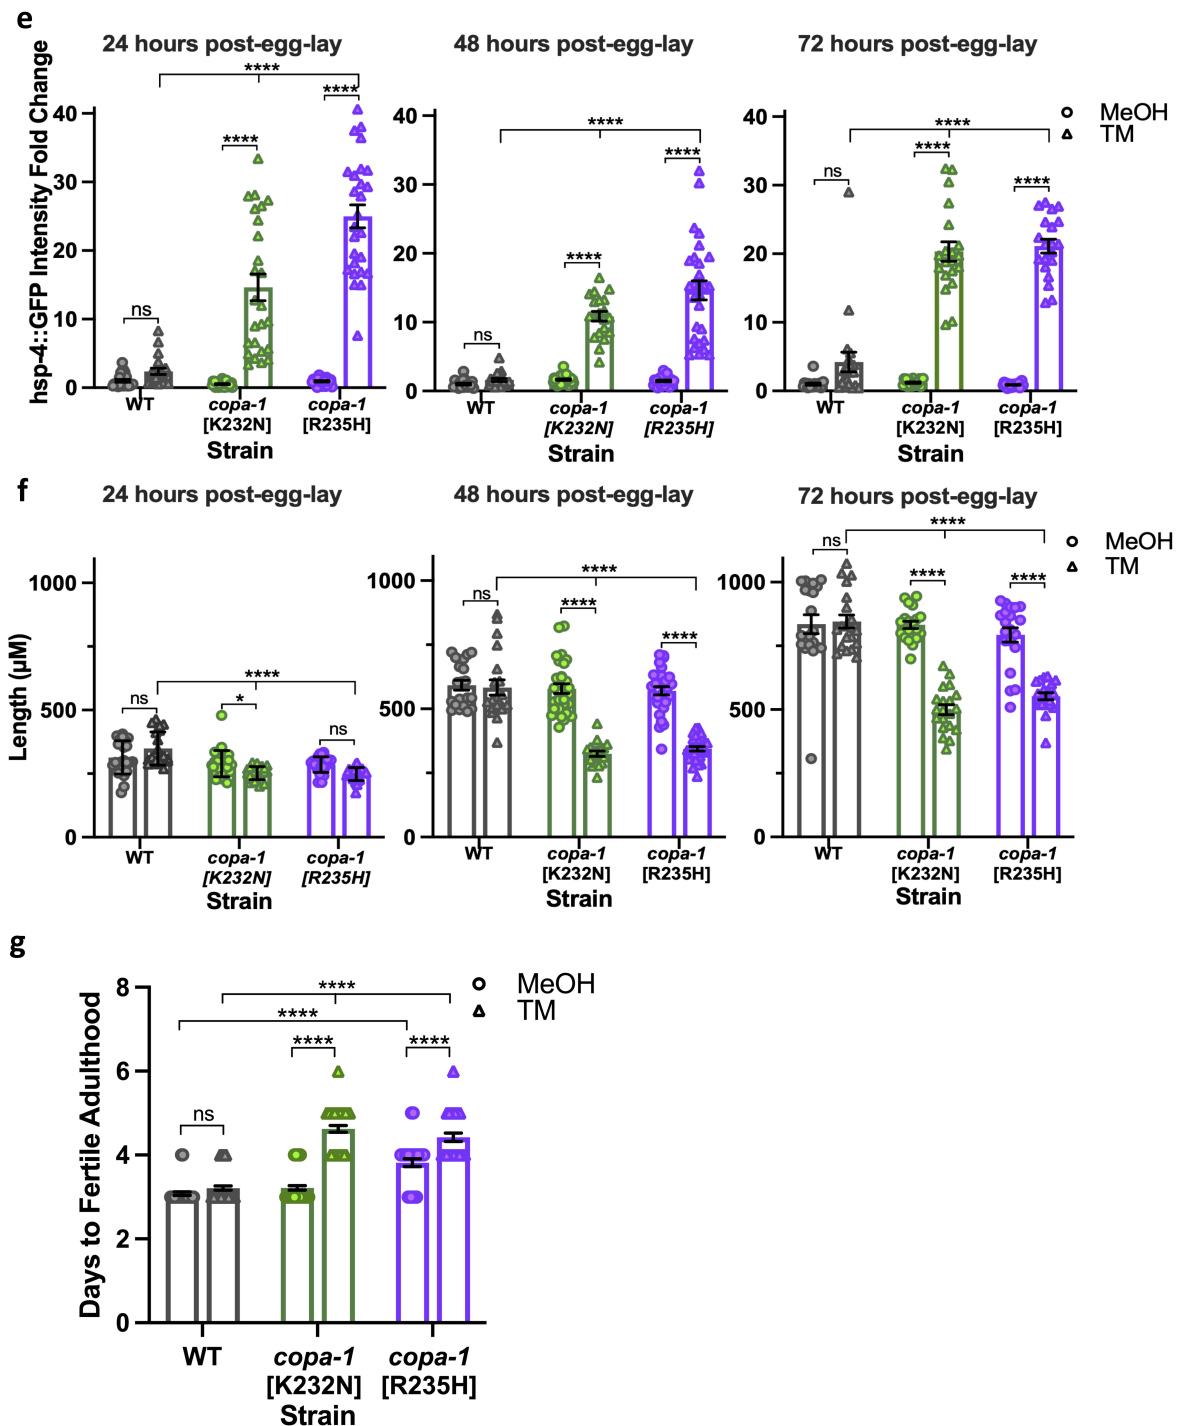 e
24 hours post-egg-lay
48 hours post-egg-lay
72 hours post-egg-lay
hsp-4::GFP Intensity Fold Change
40
30
20
10
0
****
****
****
ns
WT
copa-1
[K232N]
copa-1
[R235H]
Strain
40
30
20
10
0
****
****
****
ns
WT
copa-1
[K232N]
copa-1
[R235H]
Strain
40
30
20
10
0
****
****
****
ns
WT
copa-1
[K232N]
copa-1
[R235H]
Strain
MeOH
TM
f
24 hours post-egg-lay
48 hours post-egg-lay
72 hours post-egg-lay
Length (µM)
1000
500
0
****
ns
*
ns
WT
copa-1
[K232N]
copa-1
[R235H]
Strain
1000
500
0
****
ns
****
****
WT
copa-1
[K232N]
copa-1
[R235H]
Strain
1000
500
0
****
ns
****
****
WT
copa-1
[K232N]
copa-1
[R235H]
Strain
MeOH
TM
g
Days to Fertile Adulthood
8
6
4
2
0
****
****
****
****
ns
MeOH
TM
WT
copa-1
[K232N]
copa-1
[R235H]
Strain